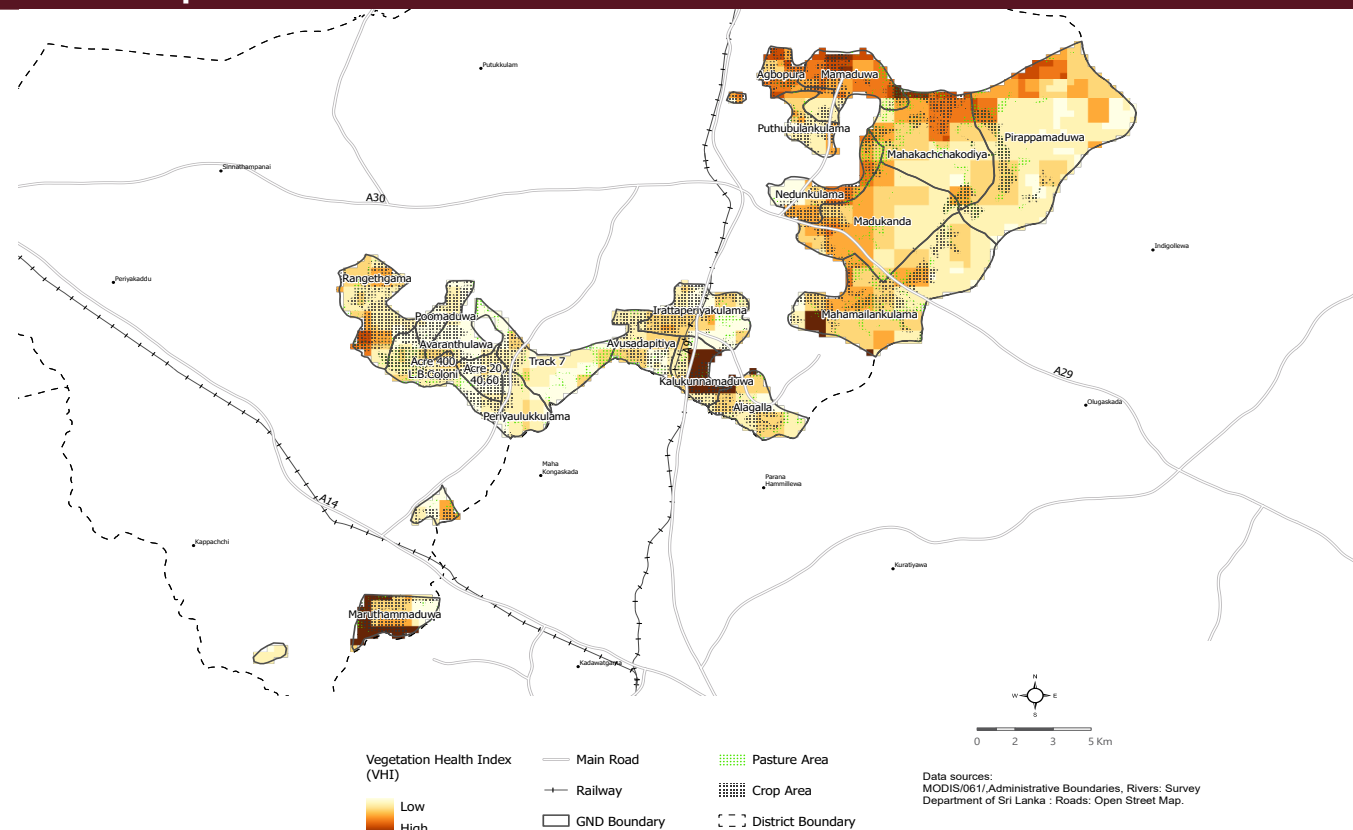 Putukkulam
Agbopura
Mamaduwa
Puthubulankulama
Pirappamaduwa
Mahakachchakodiya
Sinnathampanai
A30
Nedunkulama
Madukanda
Indigollewa
Periyakaddu
Rangethgama
Poomaduwa
Irattaperiyakulama
Mahamailankulama
Avaranthulawa
Avusadapitiya
Acre 400
L.B.Coloni
Acre 20
40,60
Track 7
Kalukunnamaduwa
A29
Olugaskada
Periyaulukkulama
Alagalla
Maha
Kongaskada
Parana
Hammillewa
A14
Kappachchi
Kuratiyawa
Maruthammaduwa
Kadawatgama
N
W
E
S
0 2 3 5 Km
Vegetation Health Index
(VHI)
Low
High
Main Road
Railway
GND Boundary
Pasture Area
Crop Area
District Boundary
Data sources:
MODIS/061/,Administrative Boundaries, Rivers: Survey
Department of Sri Lanka : Roads: Open Street Map.